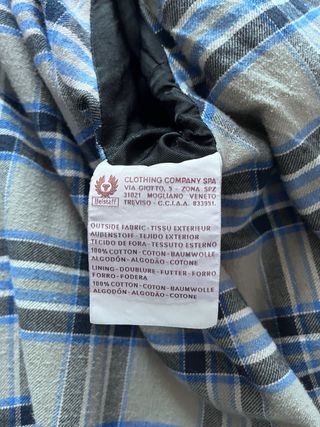 Belstaff
CLOTHING COMPANY SPA
VIA GIOTTO, 5 - ZONA SPZ
31021 MOGLIANO VENETO
TREVISO - C.C.I.A.A. 033951.
OUTSIDE FABRIC-TISSU EXTERIEUR
AUBENSTOFF-TEJIDO EXTERIOR
TECIDO DE FORA-TESSUTO ESTERNO
100% COTTON-COTON-BAUMWOLLE
ALGODÓN-ALGODÃO-COTONE
LINING-DOUBLURE-FUTTER-FORRO
FORRO-FODERA
100% COTTON-COTON-BAUMWOLLE
ALGODÓN-ALGODÃO-COTONE